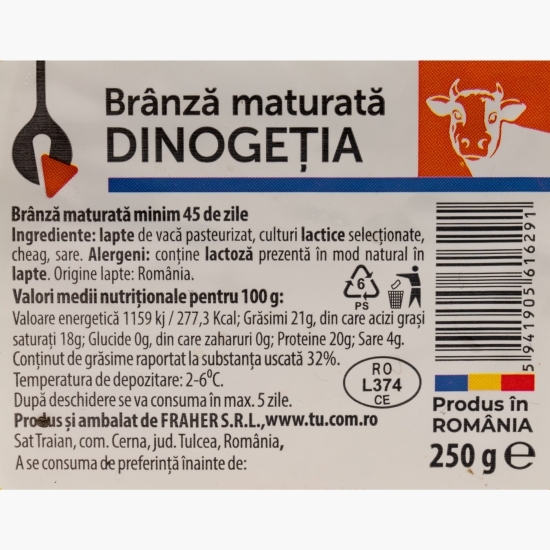 Brânză maturată
DINOGEȚIA
Brânză maturată minim 45 de zile
Ingrediente: lapte de vacă pasteurizat, culturi lactice selecționate,
cheag, sare. Alergeni: conține lactoză prezentă în mod natural în
lapte. Origine lapte: România.
Valori medii nutriționale pentru 100 g:
Valoare energetică 1159 kj / 277,3 Kcal; Grăsimi 21g, din care acizi grași
saturați 18g; Glucide 0g, din care zaharuri 0g; Proteine 20g; Sare 4g.
Conținut de grăsime raportat la substanța uscată 32%.
Temperatura de depozitare: 2-6⁰C.
După deschidere se va consuma în max. 5 zile.
Produs și ambalat de FRAHER S.R.L.,www.tu.com.ro
Sat Traian, com. Cerna, jud. Tulcea, România,
A se consuma de preferință înainte de:
6
PS
RO
L374
CE
5941905616291
Produs în
ROMÂNIA
250 g e